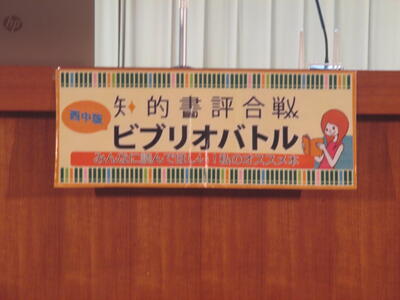 hp
西中版
知的書評合戦
ビブリオバトル
みんなに読んで欲しい!私のオススメ本